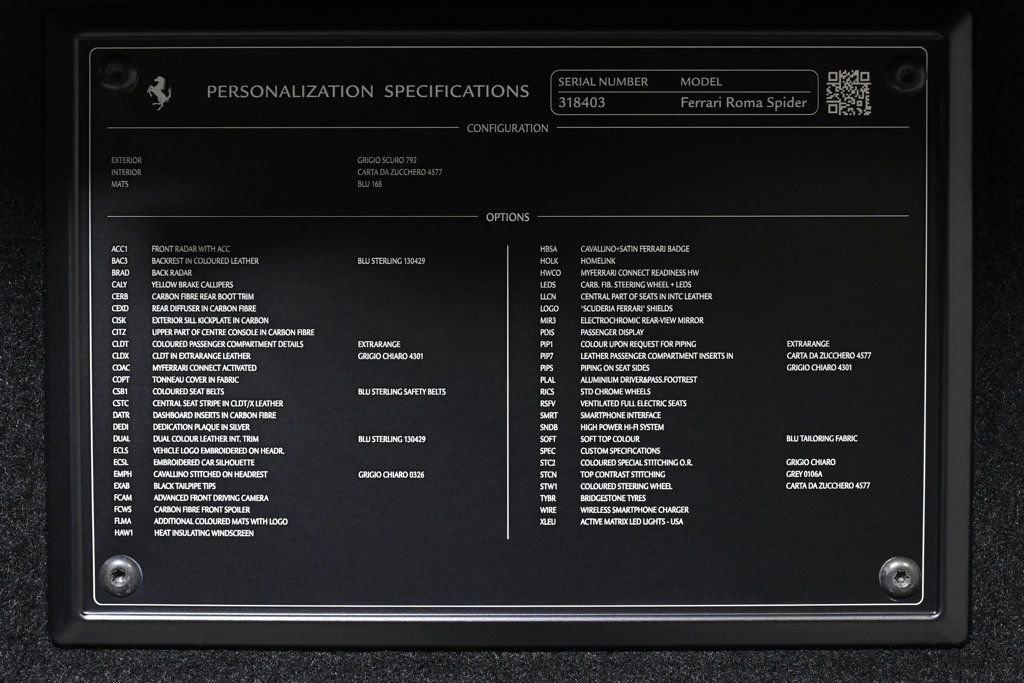 PERSONALIZATION SPECIFICATIONS
SERIAL NUMBER MODEL
318403 Ferrari Roma Spider
CONFIGURATION
EXTERIOR GRIGIO SCURO 792
INTERIOR CARTA DA ZUCCHERO 4577
MATS BLU 168
OPTIONS
ACC1 FRONT RADAR WITH ACC
BAC3 BACKREST IN COLOURED LEATHER BLU STERLING 130429
BRAD BACK RADAR
CALY YELLOW BRAKE CALLIPERS
CERB CARBON FIBRE REAR BOOT TRIM
CEXD REAR DIFFUSER IN CARBON FIBRE
CISK EXTERIOR SILL KICKPLATE IN CARBON
CITZ UPPER PART OF CENTRE CONSOLE IN CARBON FIBRE
CLDT COLOURED PASSENGER COMPARTMENT DETAILS EXTRARANGE
CLDX CLDT IN EXTRARANGE LEATHER GRIGIO CHIARO 4301
COAC MYFERRARI CONNECT ACTIVATED
COPT TONNEAU COVER IN FABRIC
CSB1 COLOURED SEAT BELTS BLU STERLING SAFETY BELTS
CSTC CENTRAL SEAT STRIPE IN CLDT/X LEATHER
DATR DASHBOARD INSERTS IN CARBON FIBRE
DEDI DEDICATION PLAQUE IN SILVER
DUAL DUAL COLOUR LEATHER INT. TRIM BLU STERLING 130429
ECLS VEHICLE LOGO EMBROIDERED ON HEADR.
ECSL EMBROIDERED CAR SILHOUETTE
EMPH CAVALLINO STITCHED ON HEADREST GRIGIO CHIARO 0326
EXAB BLACK TAILPIPE TIPS
FCAM ADVANCED FRONT DRIVING CAMERA
FCWS CARBON FIBRE FRONT SPOILER
FLMA ADDITIONAL COLOURED MATS WITH LOGO
HAW1 HEAT INSULATING WINDSCREEN
HBSA CAVALLINO+SATIN FERRARI BADGE
HOLK HOMELINK
HWCO MYFERRARI CONNECT READINESS HW
LEDS CARB. FIB. STEERING WHEEL + LEDS
LLCN CENTRAL PART OF SEATS IN INTC LEATHER
LOGO "SCUDERIA FERRARI" SHIELDS
MIR3 ELECTROCHROMIC REAR-VIEW MIRROR
PDIS PASSENGER DISPLAY
PIP1 COLOUR UPON REQUEST FOR PIPING EXTRARANGE
PIP7 LEATHER PASSENGER COMPARTMENT INSERTS IN CARTA DA ZUCCHERO 4577
PIPS PIPING ON SEAT SIDES GRIGIO CHIARO 4301
PLAL ALUMINIUM DRIVER&PASS.FOOTREST
RICS STD CHROME WHEELS
RSFV VENTILATED FULL ELECTRIC SEATS
SMRT SMARTPHONE INTERFACE
SNDB HIGH POWER HI-FI SYSTEM
SOFT SOFT TOP COLOUR BLU TAILORING FABRIC
SPEC CUSTOM SPECIFICATIONS
STC2 COLOURED SPECIAL STITCHING O.R. GRIGIO CHIARO
STCN TOP CONTRAST STITCHING GREY 0106A
STW1 COLOURED STEERING WHEEL CARTA DA ZUCCHERO 4577
TYBR BRIDGESTONE TYRES
WIRE WIRELESS SMARTPHONE CHARGER
XLEU ACTIVE MATRIX LED LIGHTS - USA